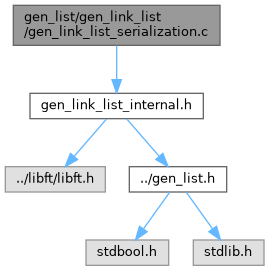 gen_list/gen_link_list
/gen_link_list_serialization.c
gen_link_list_internal.h
../libft/libft.h
../gen_list.h
stdbool.h
stdlib.h